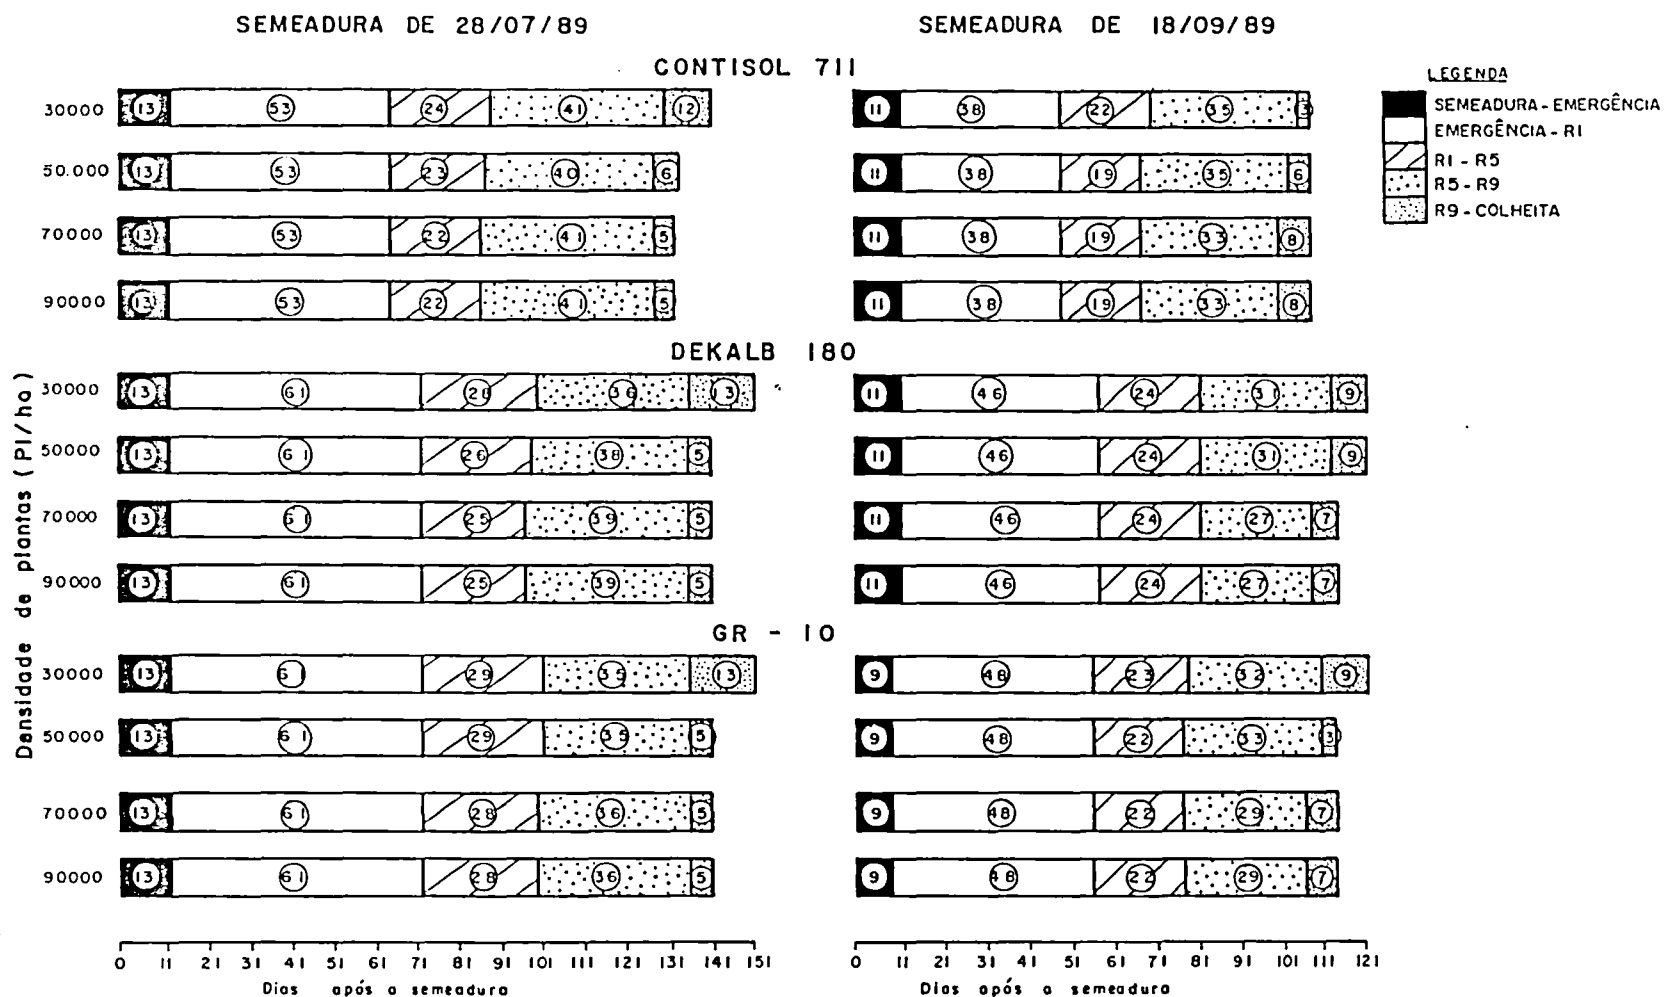 SEMEADURA DE 28/07/89 SEMEADURA DE 18/09/89
CONTISOL 711
LEGENDA
SEMEADURA - EMERGÊNCIA
EMERGÊNCIA - R1
R1 - R5
R5 - R9
R9 - COLHEITA
30000 13 53 24 41 12 11 38 22 35 3
50.000 13 53 23 40 6 11 38 19 35 6
70000 13 53 22 41 5 11 38 19 33 8
90000 13 53 22 41 5 11 38 19 33 8
DEKALB 180
30000 13 61 28 36 13 11 46 24 31 9
50000 13 61 26 38 5 11 46 24 31 9
70000 13 61 25 39 5 11 46 24 27 7
90000 13 61 25 39 5 11 46 24 27 7
GR - 10
30000 13 61 29 35 13 9 48 23 32 9
50000 13 61 29 35 5 9 48 22 33 3
70000 13 61 28 36 5 9 48 22 29 7
90000 13 61 28 36 5 9 48 22 29 7
Densidade de plantas (Pl/ha)
0 11 21 31 41 51 61 71 81 91 101 111 121 131 141 151 0 11 21 31 41 51 61 71 81 91 101 111 121
Dias após a semeadura Dias após a semeadura